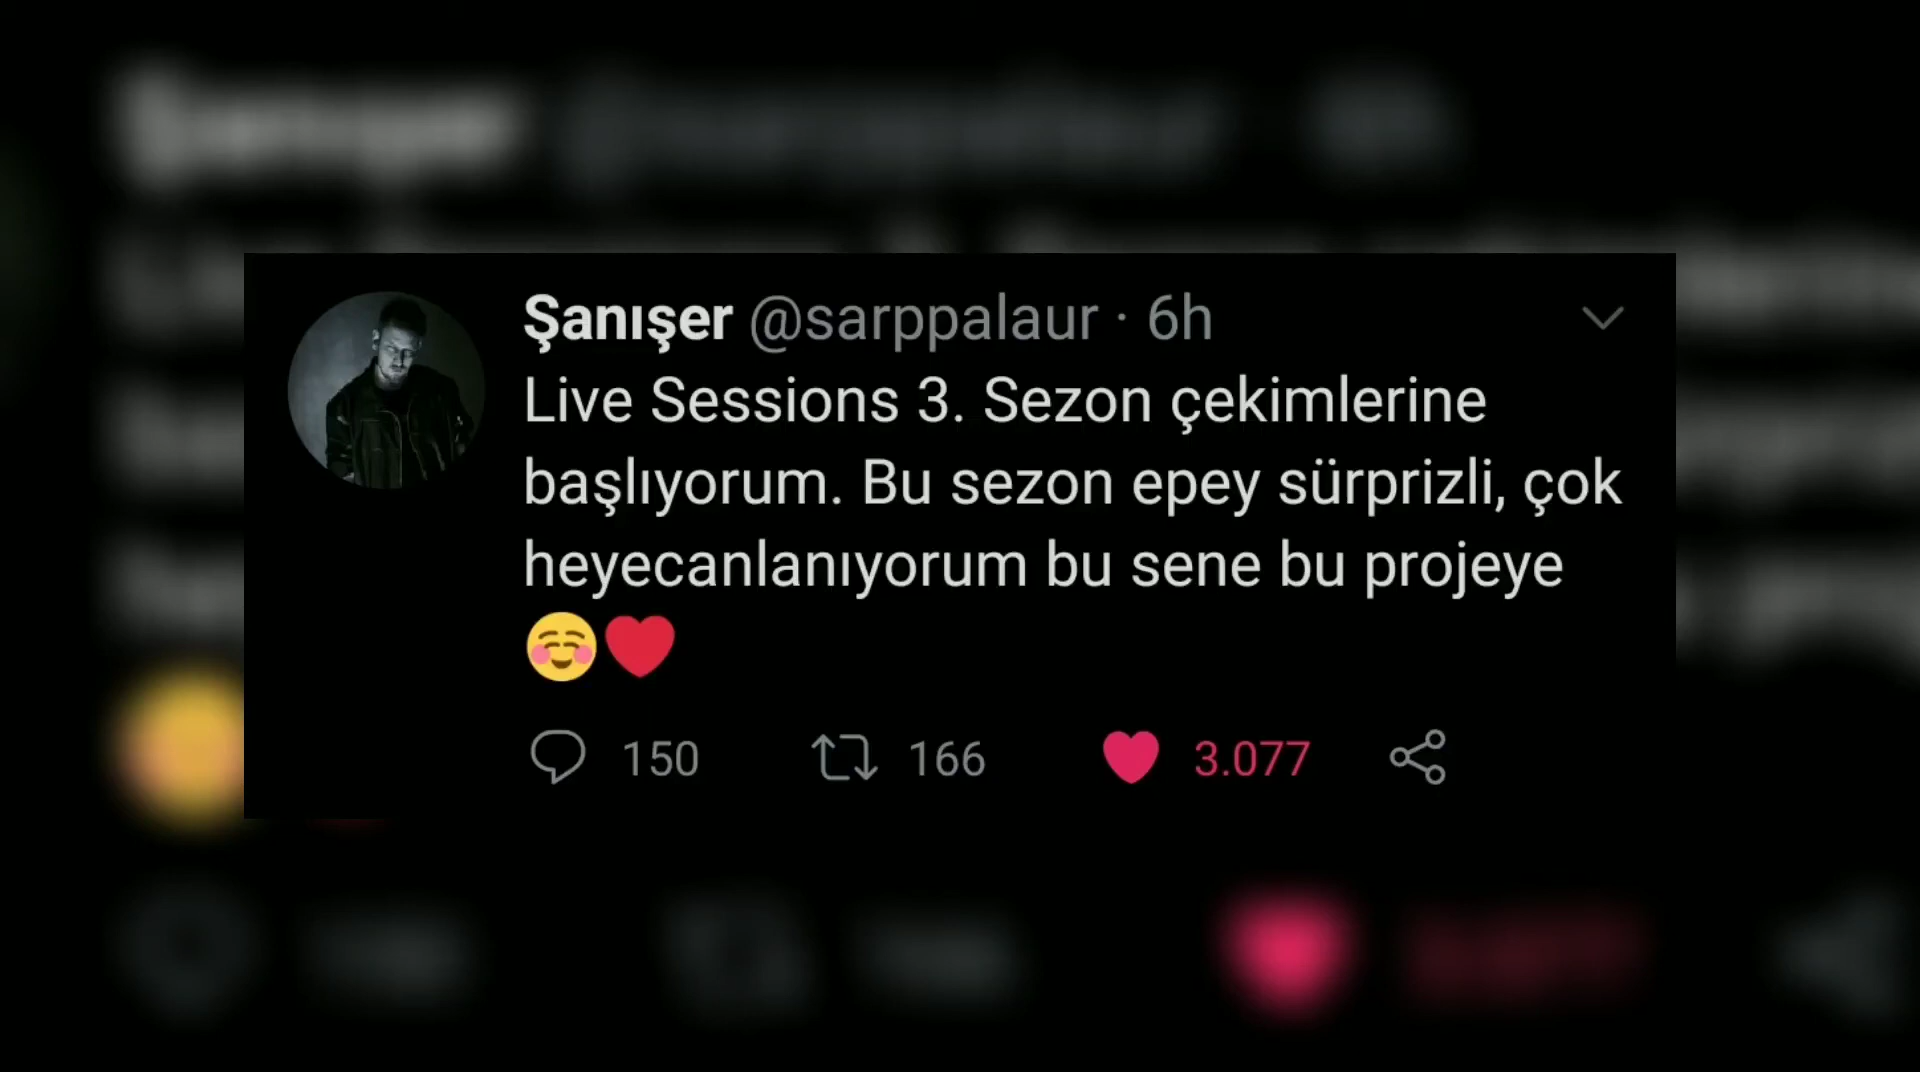 Şanışer @sarppalaur · 6h
Live Sessions 3. Sezon çekimlerine
başlıyorum. Bu sezon epey sürprizli, çok
heyecanlanıyorum bu sene bu projeye
☺️❤️
150 166 3.077